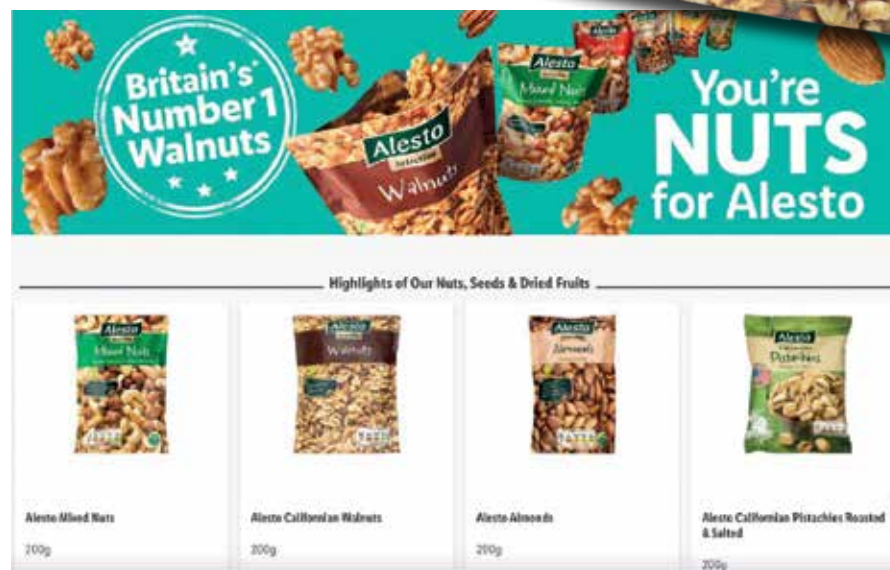 Britain's*
Number 1
Walnuts
Alesto
Selection
Walnuts
Alesto
Mixed Nuts
You're
NUTS
for Alesto
Highlights of Our Nuts, Seeds & Dried Fruits
Alesto
Mixed Nuts
Alesto
Walnuts
Alesto
Almonds
Alesto
Pistachios
Alesto Mixed Nuts
200g
Alesto Californian Walnuts
200g
Alesto Almonds
200g
Alesto Californian Pistachios Roasted
& Salted
200g